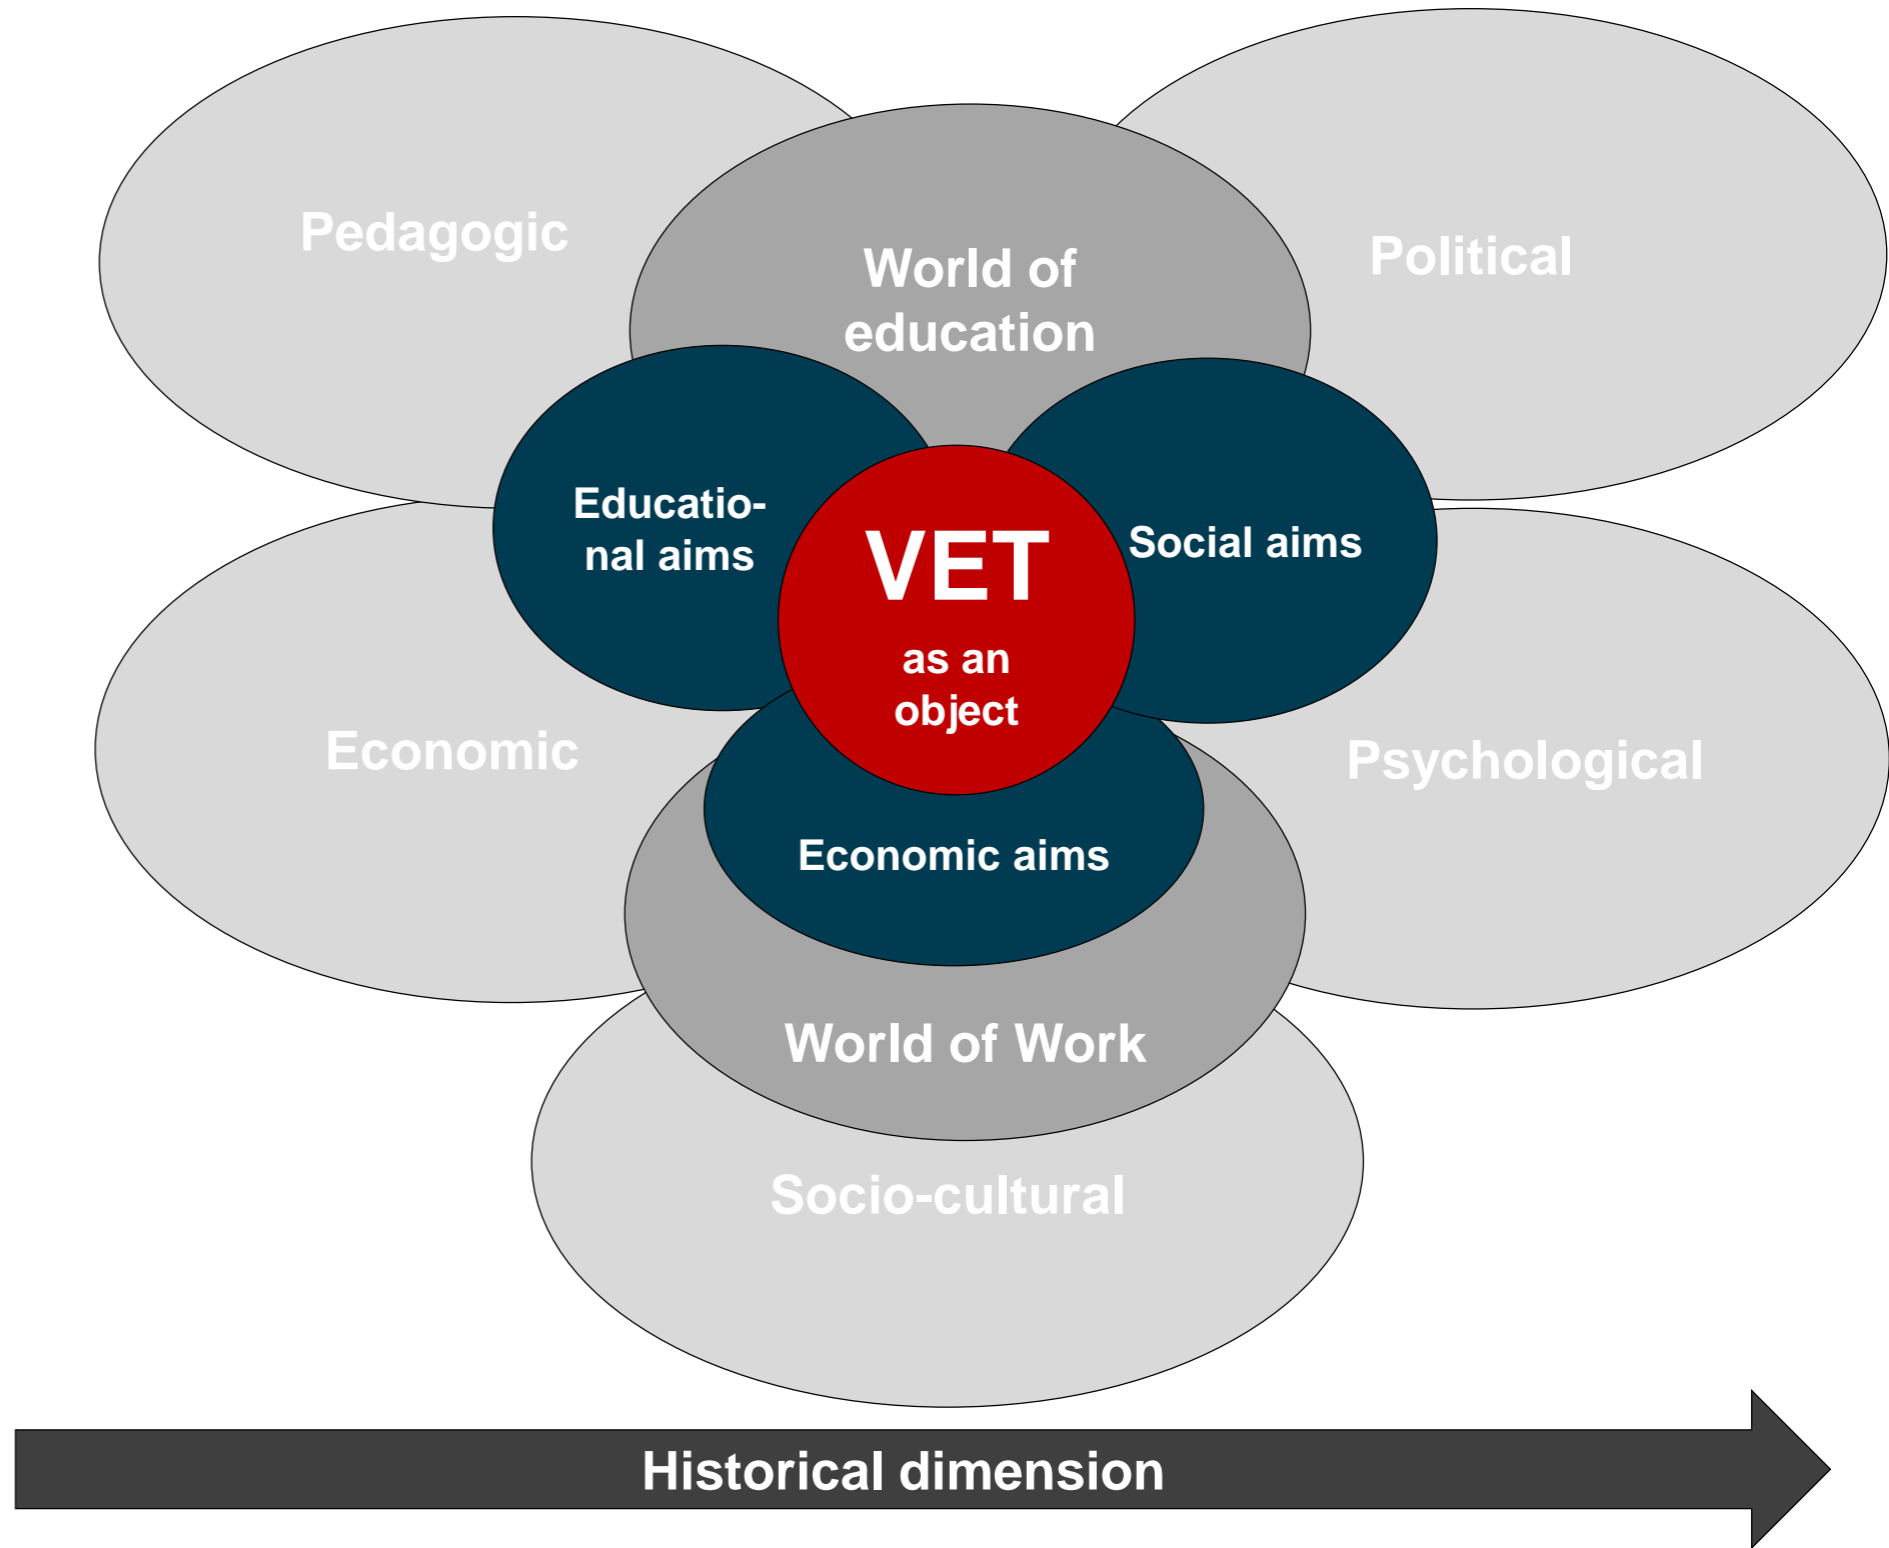 Pedagogic
Political
World of
education
Educatio-
nal aims
Social aims
VET
as an
object
Economic
Psychological
Economic aims
World of Work
Socio-cultural
Historical dimension